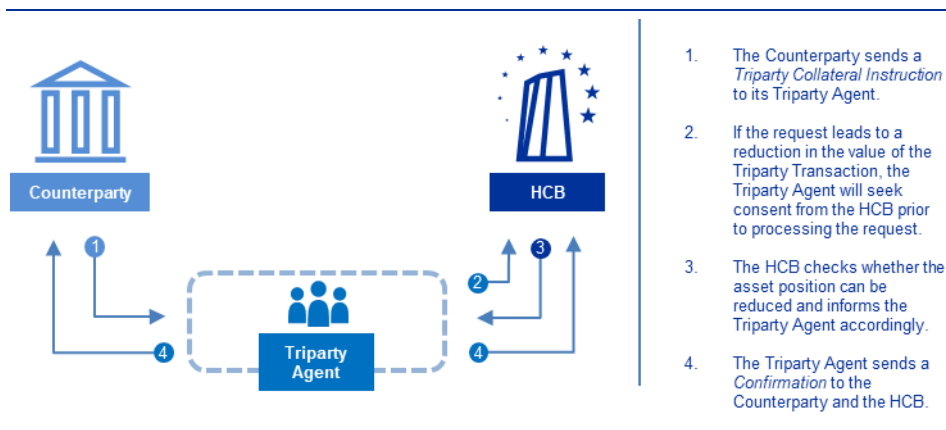 Counterparty
HCB
1
3
2
4
4
Triparty
Agent
1. The Counterparty sends a
Triparty Collateral Instruction
to its Triparty Agent.
2. If the request leads to a
reduction in the value of the
Triparty Transaction, the
Triparty Agent will seek
consent from the HCB prior
to processing the request.
3. The HCB checks whether the
asset position can be
reduced and informs the
Triparty Agent accordingly.
4. The Triparty Agent sends a
Confirmation to the
Counterparty and the HCB.